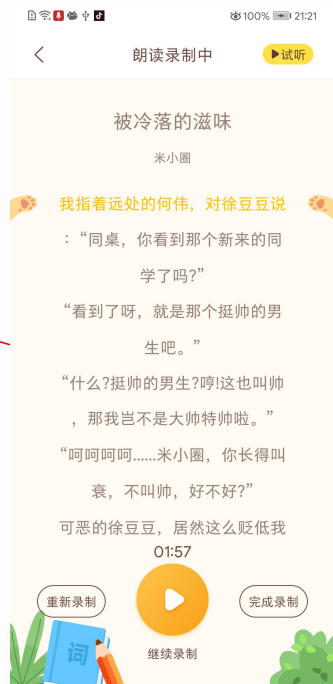 100% 21:21
朗读录制中
试听
被冷落的滋味
米小圈
我指着远处的何伟，对徐豆豆说
：“同桌，你看到那个新来的同
学了吗?”
“看到了呀，就是那个挺帅的男
生吧。”
“什么?挺帅的男生?哼!这也叫帅
，那我岂不是大帅特帅啦。”
“呵呵呵呵......米小圈，你长得叫
衰，不叫帅，好不好?”
可恶的徐豆豆，居然这么贬低我
01:57
重新录制
完成录制
继续录制
词